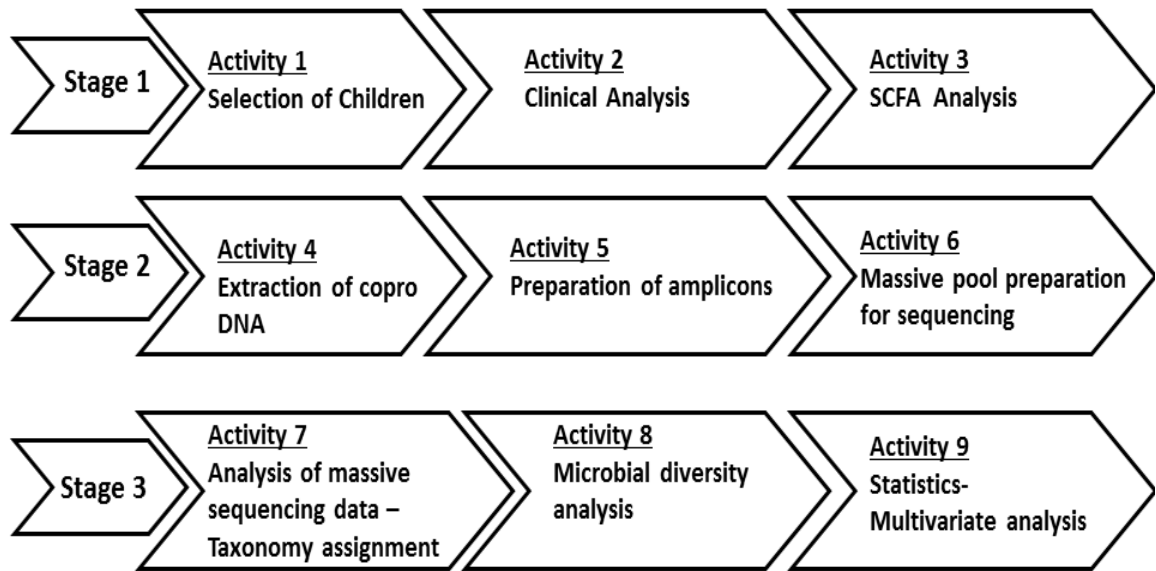 Stage 1
Activity 1
Selection of Children
Activity 2
Clinical Analysis
Activity 3
SCFA Analysis
Stage 2
Activity 4
Extraction of copro
DNA
Activity 5
Preparation of amplicons
Activity 6
Massive pool preparation
for sequencing
Stage 3
Activity 7
Analysis of massive
sequencing data –
Taxonomy assignment
Activity 8
Microbial diversity
analysis
Activity 9
Statistics-
Multivariate analysis